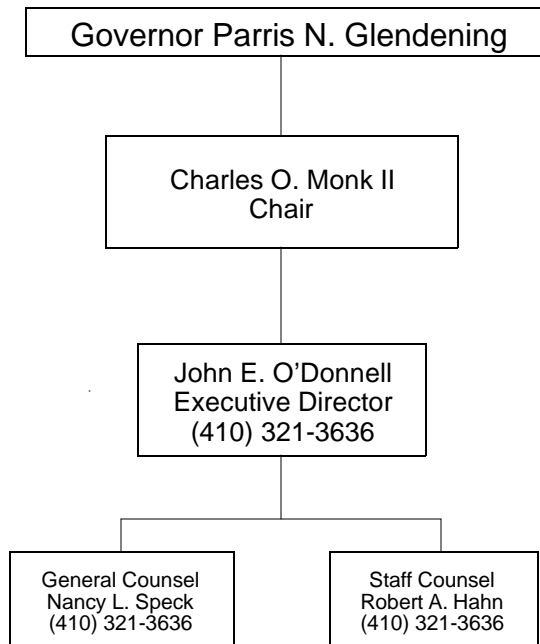 Governor Parris N. Glendening
Charles O. Monk II
Chair
John E. O’Donnell
Executive Director
(410) 321-3636
General Counsel
Nancy L. Speck
(410) 321-3636
Staff Counsel
Robert A. Hahn
(410) 321-3636